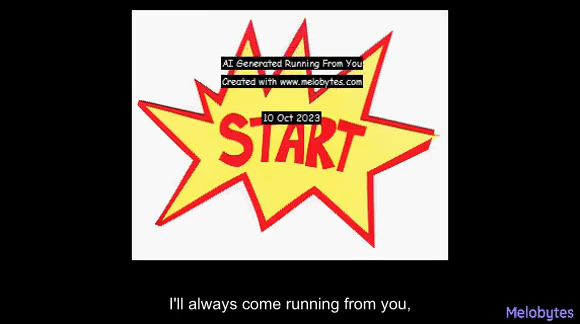 AI Generated Running From You
Created with www.melobytes.com
10 Oct 2023
START
I'll always come running from you,
Melobytes